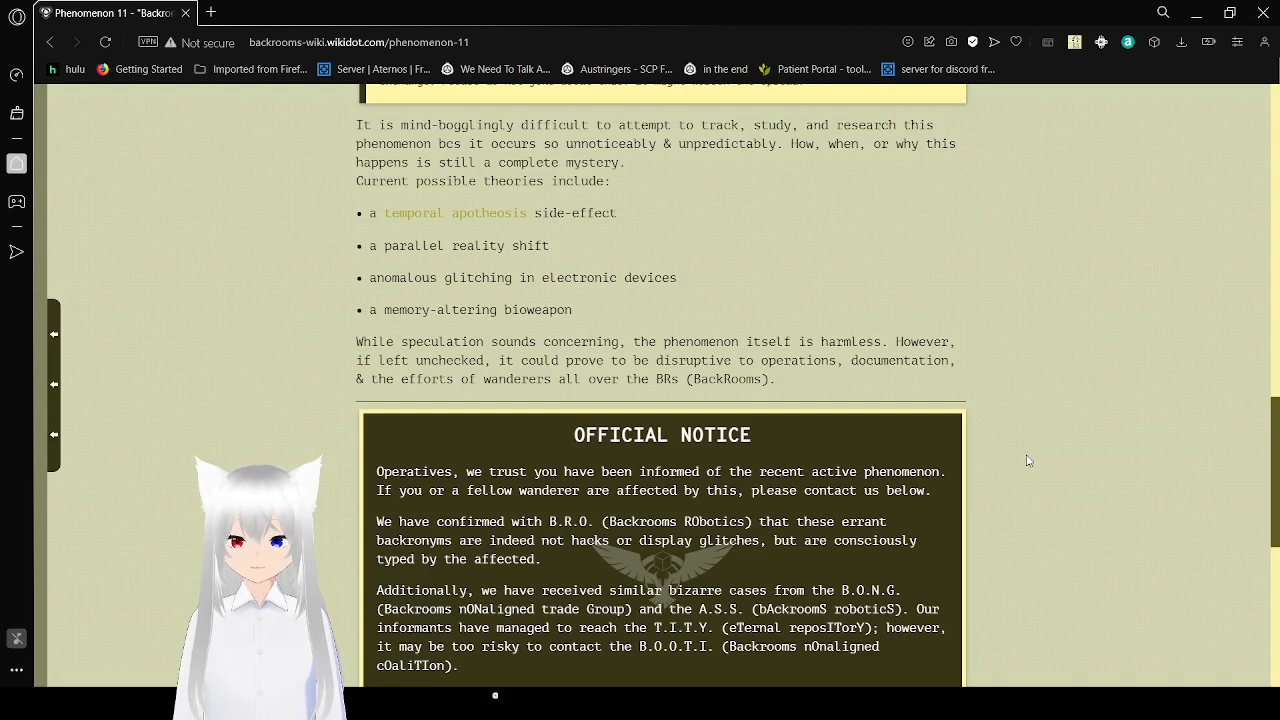 Phenomenon 11 - "Backror
Not secure
backrooms-wiki.wikidot.com/phenomenon-11
VPN
hulu
Getting Started
Imported from Firef...
Server | Aternos | Fr...
We Need To Talk A...
Austringers - SCP F...
in the end
Patient Portal - tool...
server for discord fr...
It is mind-bogglingly difficult to attempt to track, study, and research this
phenomenon bcs it occurs so unnoticeably & unpredictably. How, when, or why this
happens is still a complete mystery.
Current possible theories include:
• a temporal apotheosis side-effect
• a parallel reality shift
• anomalous glitching in electronic devices
• a memory-altering bioweapon
While speculation sounds concerning, the phenomenon itself is harmless. However,
if left unchecked, it could prove to be disruptive to operations, documentation,
& the efforts of wanderers all over the BRs (BackRooms).
OFFICIAL NOTICE
Operatives, we trust you have been informed of the recent active phenomenon.
If you or a fellow wanderer are affected by this, please contact us below.
We have confirmed with B.R.O. (Backrooms RObotics) that these errant
backronyms are indeed not hacks or display glitches, but are consciously
typed by the affected.
Additionally, we have received similar bizarre cases from the B.O.N.G.
(Backrooms nONaligned trade Group) and the A.S.S. (bAckroomS roboticS). Our
informants have managed to reach the T.I.T.Y. (eTernal reposITorY); however,
it may be too risky to contact the B.O.O.T.I. (Backrooms nOnaligned
cOaliTIon).